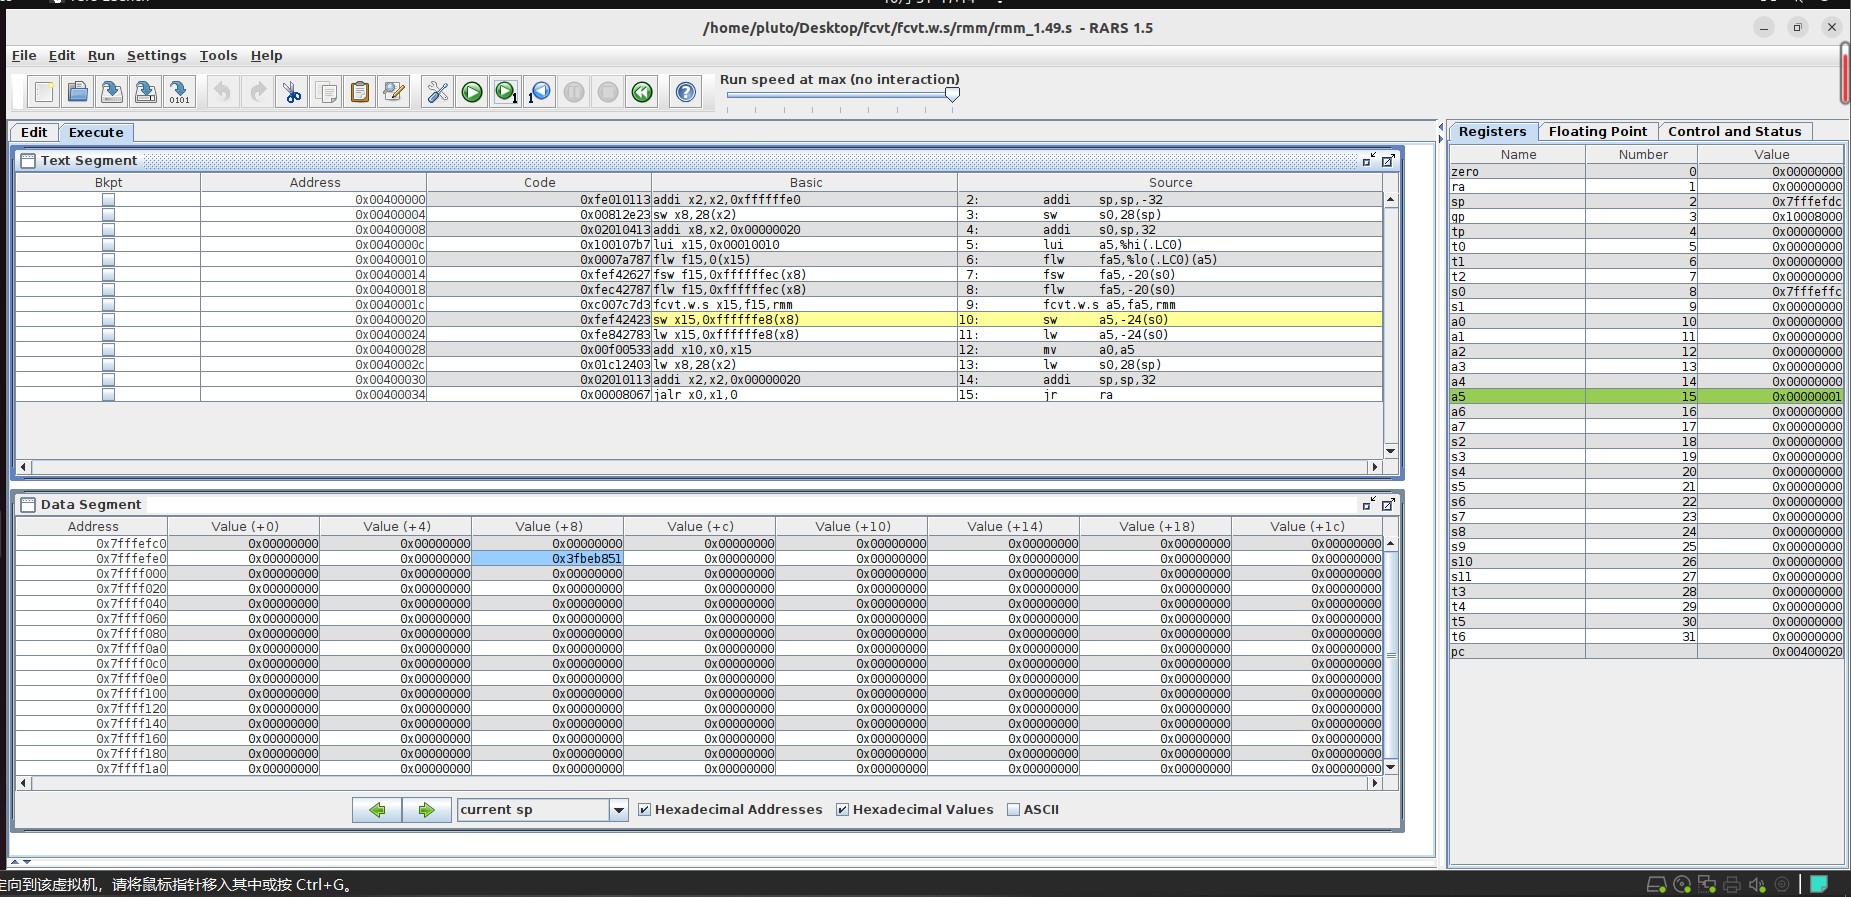 /home/pluto/Desktop/fcvt/fcvt.w.s/rmm/rmm_1.49.s - RARS 1.5
File Edit Run Settings Tools Help
Run speed at max (no interaction)
Edit Execute
Text Segment
Bkpt Address Code Basic Source
0x00400000 0xfe010113 addi x2,x2,0xffffffe0 2: addi sp,sp,-32
0x00400004 0x00812e23 sw x8,28(x2) 3: sw s0,28(sp)
0x00400008 0x02010413 addi x8,x2,0x00000020 4: addi s0,sp,32
0x0040000c 0x100107b7 lui x15,0x00010010 5: lui a5,%hi(.LC0)
0x00400010 0x0007a787 flw f15,0(x15) 6: flw fa5,%lo(.LC0)(a5)
0x00400014 0xfef42627 fsw f15,0xffffffec(x8) 7: fsw fa5,-20(s0)
0x00400018 0xfec42787 flw f15,0xffffffec(x8) 8: flw fa5,-20(s0)
0x0040001c 0xc007c7d3 fcvt.w.s x15,f15,rmm 9: fcvt.w.s a5,fa5,rmm
0x00400020 0xfef42423 sw x15,0xffffffe8(x8) 10: sw a5,-24(s0)
0x00400024 0xfe842783 lw x15,0xffffffe8(x8) 11: lw a5,-24(s0)
0x00400028 0x00f00533 add x10,x0,x15 12: mv a0,a5
0x0040002c 0x01c12403 lw x8,28(x2) 13: lw s0,28(sp)
0x00400030 0x02010113 addi x2,x2,0x00000020 14: addi sp,sp,32
0x00400034 0x00008067 jalr x0,x1,0 15: jr ra
Data Segment
Address Value (+0) Value (+4) Value (+8) Value (+c) Value (+10) Value (+14) Value (+18) Value (+1c)
0x7fffefc0 0x00000000 0x00000000 0x00000000 0x00000000 0x00000000 0x00000000 0x00000000 0x00000000
0x7fffefe0 0x00000000 0x00000000 0x3fbeb851 0x00000000 0x00000000 0x00000000 0x00000000 0x00000000
0x7ffff000 0x00000000 0x00000000 0x00000000 0x00000000 0x00000000 0x00000000 0x00000000 0x00000000
0x7ffff020 0x00000000 0x00000000 0x00000000 0x00000000 0x00000000 0x00000000 0x00000000 0x00000000
0x7ffff040 0x00000000 0x00000000 0x00000000 0x00000000 0x00000000 0x00000000 0x00000000 0x00000000
0x7ffff060 0x00000000 0x00000000 0x00000000 0x00000000 0x00000000 0x00000000 0x00000000 0x00000000
0x7ffff080 0x00000000 0x00000000 0x00000000 0x00000000 0x00000000 0x00000000 0x00000000 0x00000000
0x7ffff0a0 0x00000000 0x00000000 0x00000000 0x00000000 0x00000000 0x00000000 0x00000000 0x00000000
0x7ffff0c0 0x00000000 0x00000000 0x00000000 0x00000000 0x00000000 0x00000000 0x00000000 0x00000000
0x7ffff0e0 0x00000000 0x00000000 0x00000000 0x00000000 0x00000000 0x00000000 0x00000000 0x00000000
0x7ffff100 0x00000000 0x00000000 0x00000000 0x00000000 0x00000000 0x00000000 0x00000000 0x00000000
0x7ffff120 0x00000000 0x00000000 0x00000000 0x00000000 0x00000000 0x00000000 0x00000000 0x00000000
0x7ffff140 0x00000000 0x00000000 0x00000000 0x00000000 0x00000000 0x00000000 0x00000000 0x00000000
0x7ffff160 0x00000000 0x00000000 0x00000000 0x00000000 0x00000000 0x00000000 0x00000000 0x00000000
0x7ffff180 0x00000000 0x00000000 0x00000000 0x00000000 0x00000000 0x00000000 0x00000000 0x00000000
0x7ffff1a0 0x00000000 0x00000000 0x00000000 0x00000000 0x00000000 0x00000000 0x00000000 0x00000000
current sp Hexadecimal Addresses Hexadecimal Values ASCII
Registers Floating Point Control and Status
Name Number Value
zero 0 0x00000000
ra 1 0x00000000
sp 2 0x7fffefdc
gp 3 0x10008000
tp 4 0x00000000
t0 5 0x00000000
t1 6 0x00000000
t2 7 0x00000000
s0 8 0x7fffeffc
s1 9 0x00000000
a0 10 0x00000000
a1 11 0x00000000
a2 12 0x00000000
a3 13 0x00000000
a4 14 0x00000000
a5 15 0x00000001
a6 16 0x00000000
a7 17 0x00000000
s2 18 0x00000000
s3 19 0x00000000
s4 20 0x00000000
s5 21 0x00000000
s6 22 0x00000000
s7 23 0x00000000
s8 24 0x00000000
s9 25 0x00000000
s10 26 0x00000000
s11 27 0x00000000
t3 28 0x00000000
t4 29 0x00000000
t5 30 0x00000000
t6 31 0x00000000
pc 0x00400020
向到该虚拟机，请将鼠标指针移入其中或按 Ctrl+G。